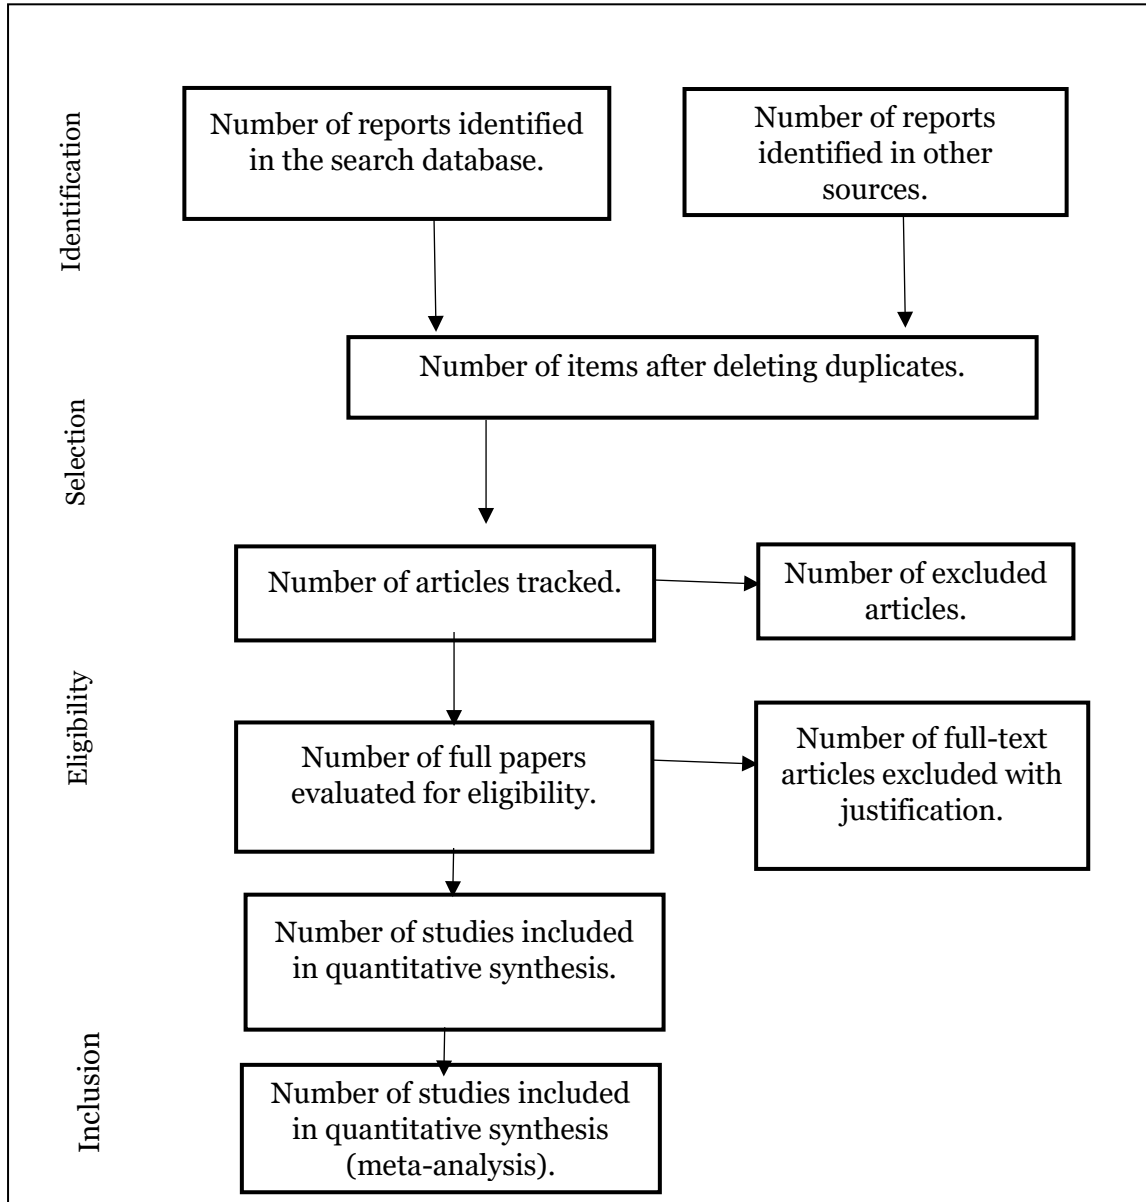 Identification
Number of reports identified
in the search database.
Number of reports
identified in other
sources.
Number of items after deleting duplicates.
Selection
Number of articles tracked.
Number of excluded
articles.
Eligibility
Number of full papers
evaluated for eligibility.
Number of full-text
articles excluded with
justification.
Number of studies included
in quantitative synthesis.
Inclusion
Number of studies included
in quantitative synthesis
(meta-analysis).